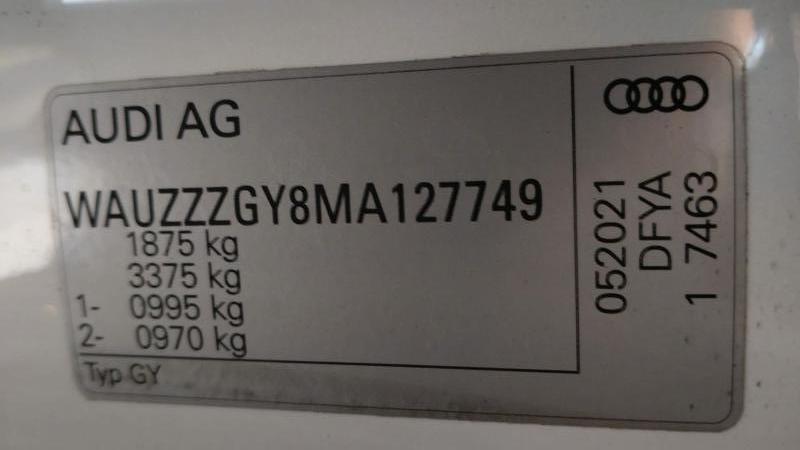 AUDI AG
WAUZZZGY8MA127749
1875 kg
3375 kg
1- 0995 kg
2- 0970 kg
Typ GY
052021
DFYA
1 7463